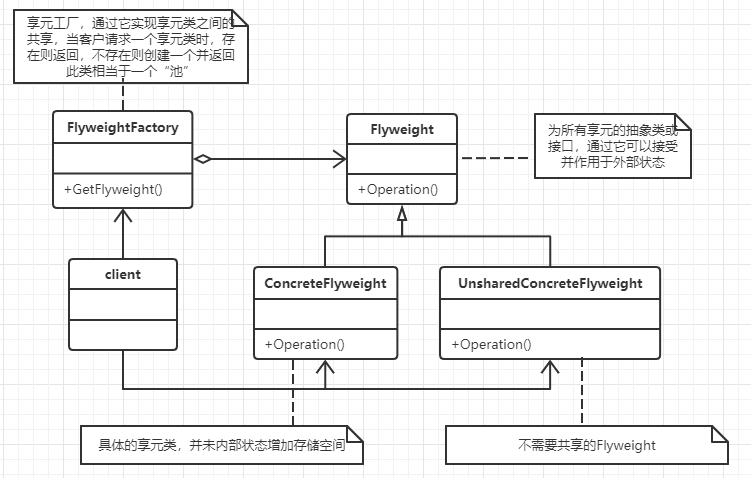 享元工厂，通过它实现享元类之间的
共享，当客户请求一个享元类时，存
在则返回，不存在则创建一个并返回
此类相当于一个“池”
FlyweightFactory
+GetFlyweight()
Flyweight
+Operation()
为所有享元的抽象类或
接口，通过它可以接受
并作用于外部状态
client
ConcreteFlyweight
+Operation()
UnsharedConcreteFlyweight
+Operation()
具体的享元类，并未内部状态增加存储空间
不需要共享的Flyweight